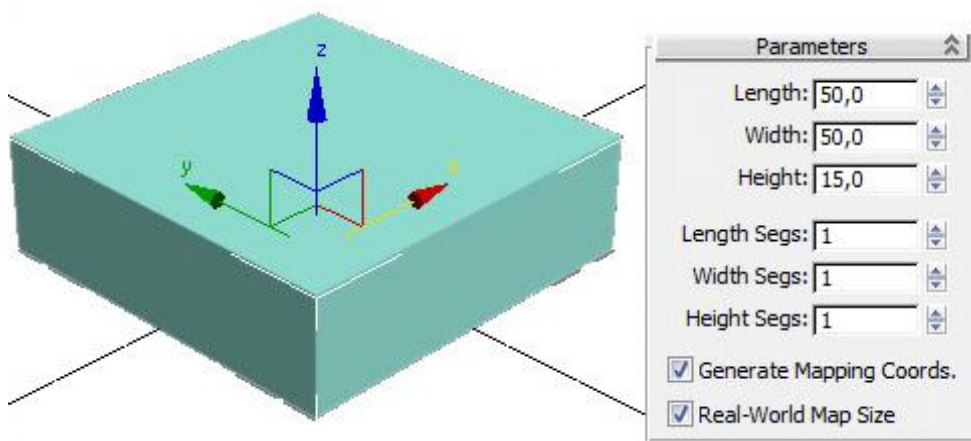 z
y
x
Parameters
Length: 50,0
Width: 50,0
Height: 15,0
Length Segs: 1
Width Segs: 1
Height Segs: 1
Generate Mapping Coords.
Real-World Map Size